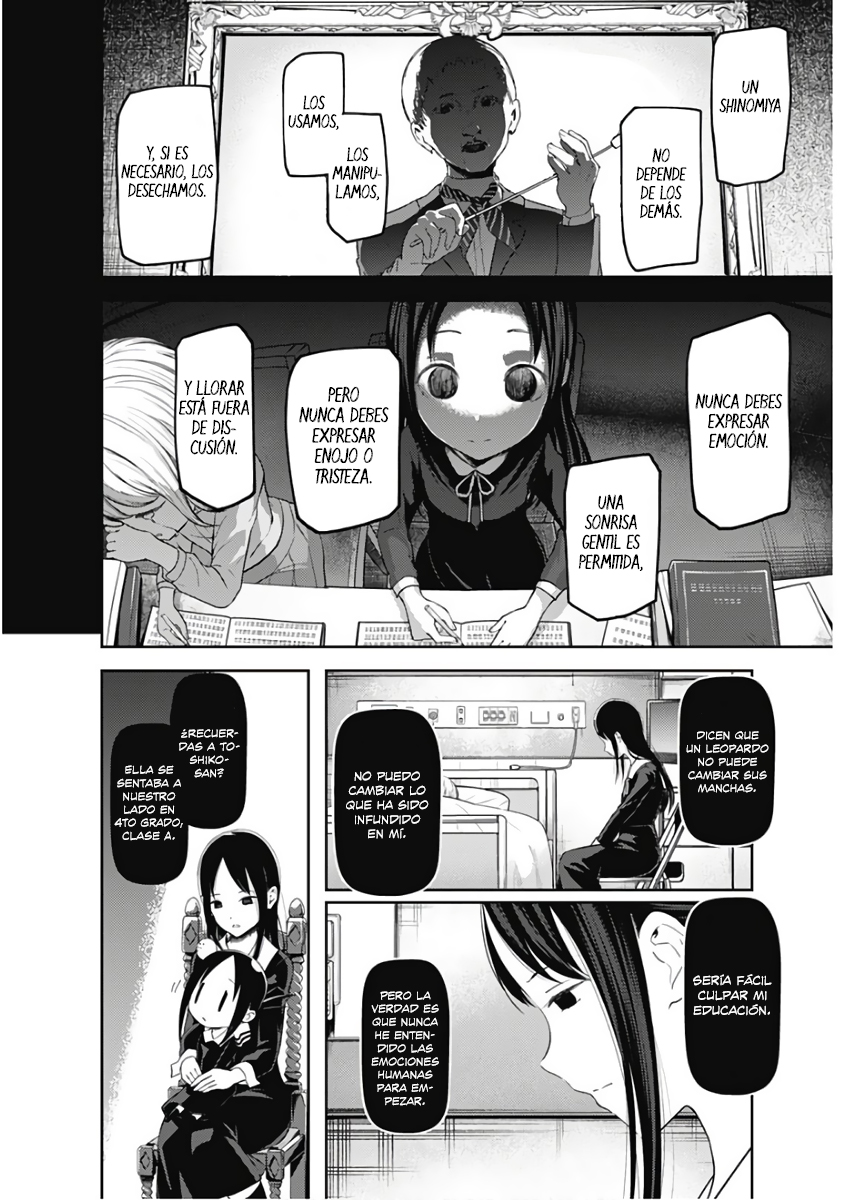 UN
SHINOMIYA
NO
DEPENDE
DE LOS
DEMÁS.
LOS
USAMOS,
LOS
MANIPU-
LAMOS,
Y, SI ES
NECESARIO, LOS
DESECHAMOS.
NUNCA DEBES
EXPRESAR
EMOCIÓN.
UNA
SONRISA
GENTIL ES
PERMITIDA,
PERO
NUNCA DEBES
EXPRESAR
ENOJO O
TRISTEZA.
Y LLORAR
ESTÁ FUERA
DE DIS-
CUSIÓN.
DICEN QUE
UN LEOPARDO
NO PUEDE
CAMBIAR SUS
MANCHAS.
NO PUEDO
CAMBIAR LO
QUE HA SIDO
INFUNDIDO
EN MÍ.
SERÍA FÁCIL
CULPAR MI
EDUCACIÓN.
PERO LA
VERDAD ES
QUE NUNCA
HE ENTEN-
DIDO LAS
EMOCIONES
HUMANAS
PARA EM-
PEZAR.
¿RECUER-
DAS A TO-
SHIKO-
SAN?
ELLA SE
SENTABA A
NUESTRO
LADO EN
4TO GRADO,
CLASE A.